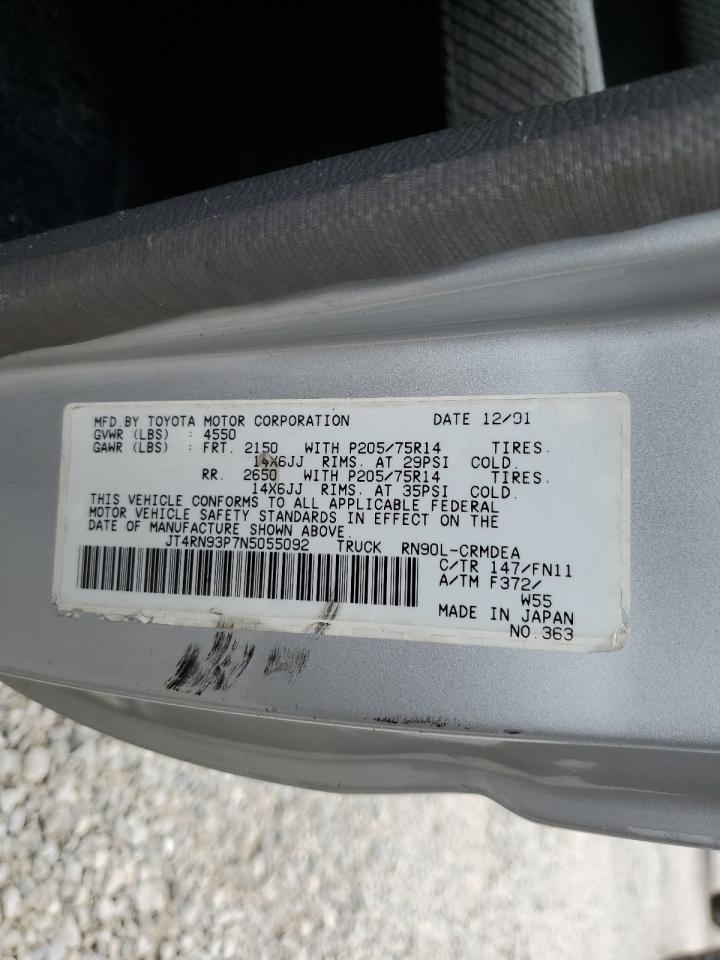 MFD.BY TOYOTA MOTOR CORPORATION DATE 12/91
GVWR (LBS) : 4550
GAWR (LBS) : FRT. 2150 WITH P205/75R14 TIRES.
14X6JJ RIMS. AT 29PSI COLD.
RR. 2650 WITH P205/75R14 TIRES.
14X6JJ RIMS. AT 35PSI COLD.
THIS VEHICLE CONFORMS TO ALL APPLICABLE FEDERAL
MOTOR VEHICLE SAFETY STANDARDS IN EFFECT ON THE
DATE OF MANUFACTURE SHOWN ABOVE.
JT4RN93P7N5055092 TRUCK RN90L-CRMDEA
C/TR 147/FN11
A/TM F372/
W55
MADE IN JAPAN
NO.363